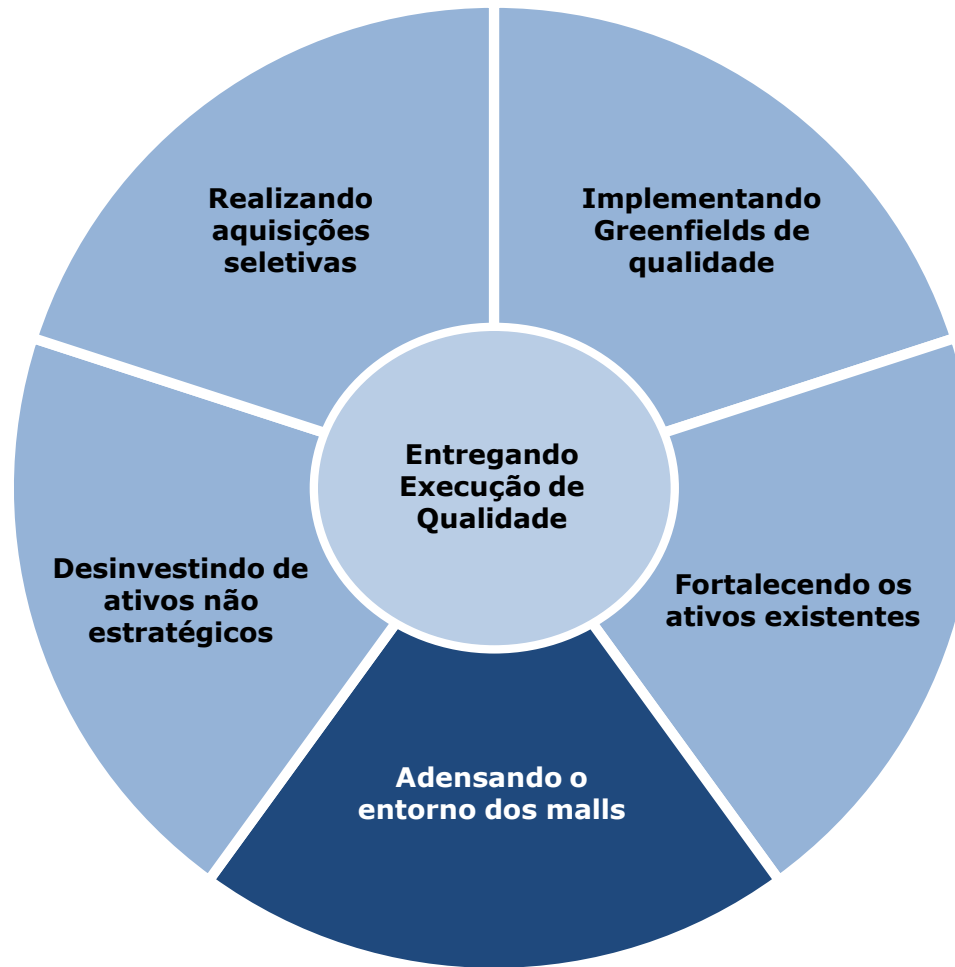 Realizando
aquisições
seletivas
Implementando
Greenfields de
qualidade
Entregando
Execução de
Qualidade
Desinvestindo de
ativos não
estratégicos
Fortalecendo os
ativos existentes
Adensando o
entorno dos malls